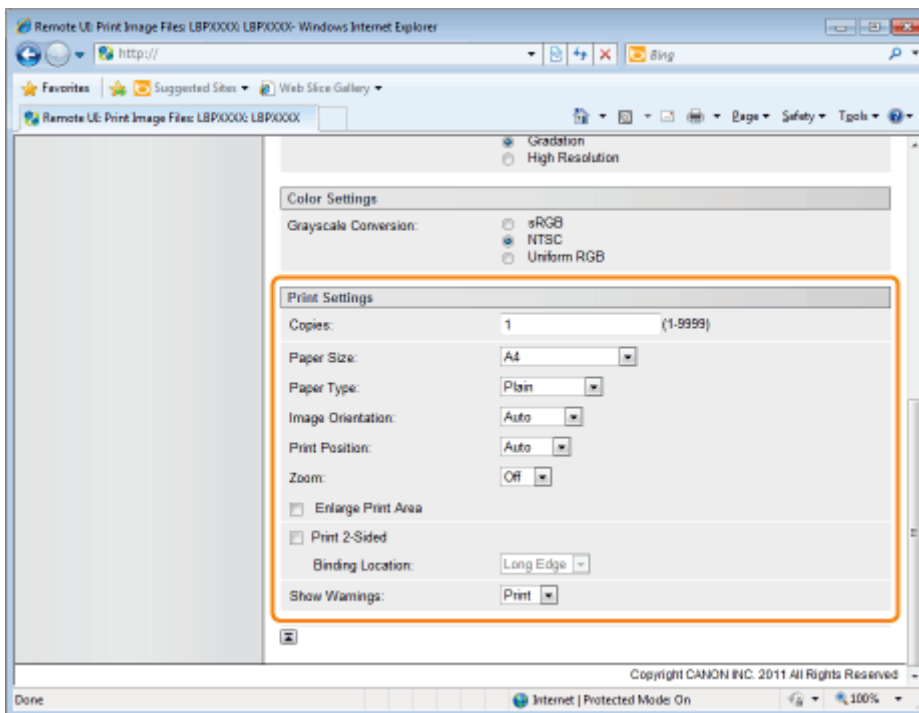 Remote UI: Print Image Files: LBPXXXX: LBPXXXX- Windows Internet Explorer
http://
Bing
Favorites Suggested Sites Web Slice Gallery
Remote UI: Print Image Files: LBPXXXX: LBPXXXX
Page Safety Tools
Gradation
High Resolution
Color Settings
Grayscale Conversion: sRGB
NTSC
Uniform RGB
Print Settings
Copies: 1 (1-9999)
Paper Size: A4
Paper Type: Plain
Image Orientation: Auto
Print Position: Auto
Zoom: Off
Enlarge Print Area
Print 2-Sided
Binding Location: Long Edge
Show Warnings: Print
Copyright CANON INC. 2011 All Rights Reserved
Done Internet | Protected Mode: On 100%